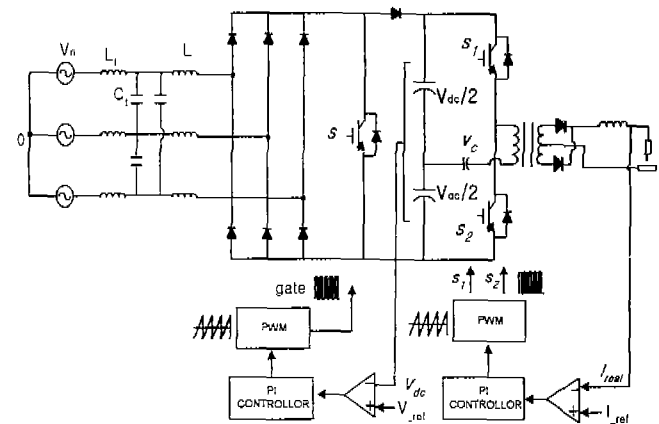 Vn
L1
L
C1
0
S
S1
Vdc/2
Vc
Vdc/2
S2
gate
S1 S2
PWM
PWM
PI
CONTROLLOR
Vdc
V_ref
PI
CONTROLLOR
Ireal
I_ref